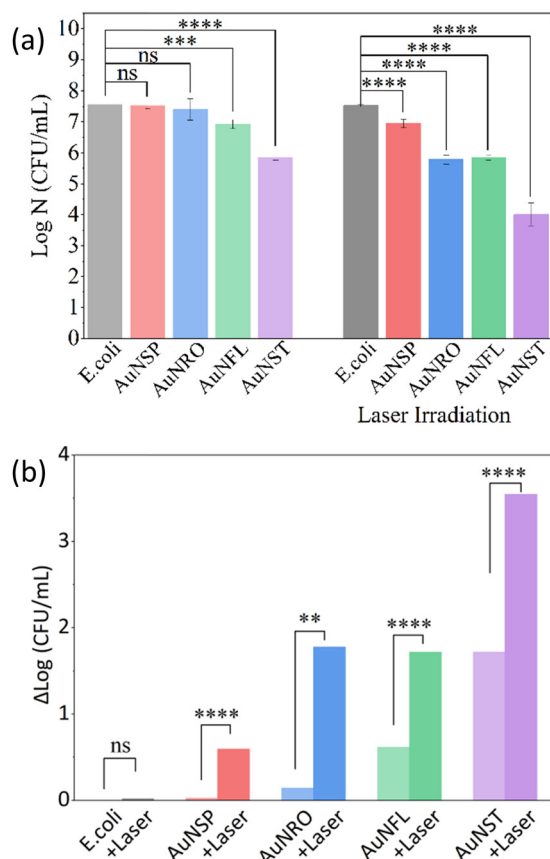 (a)
Log N (CFU/mL)
10
9
8
7
6
5
4
3
2
1
0
****
***
ns
ns
****
****
****
****
E.coli
AuNSP
AuNRO
AuNFL
AuNST
E.coli
AuNSP
AuNRO
AuNFL
AuNST
Laser Irradiation
(b)
ΔLog (CFU/mL)
4
3
2
1
0
ns
****
**
****
****
E.coli
+Laser
AuNSP
+Laser
AuNRO
+Laser
AuNFL
+Laser
AuNST
+Laser